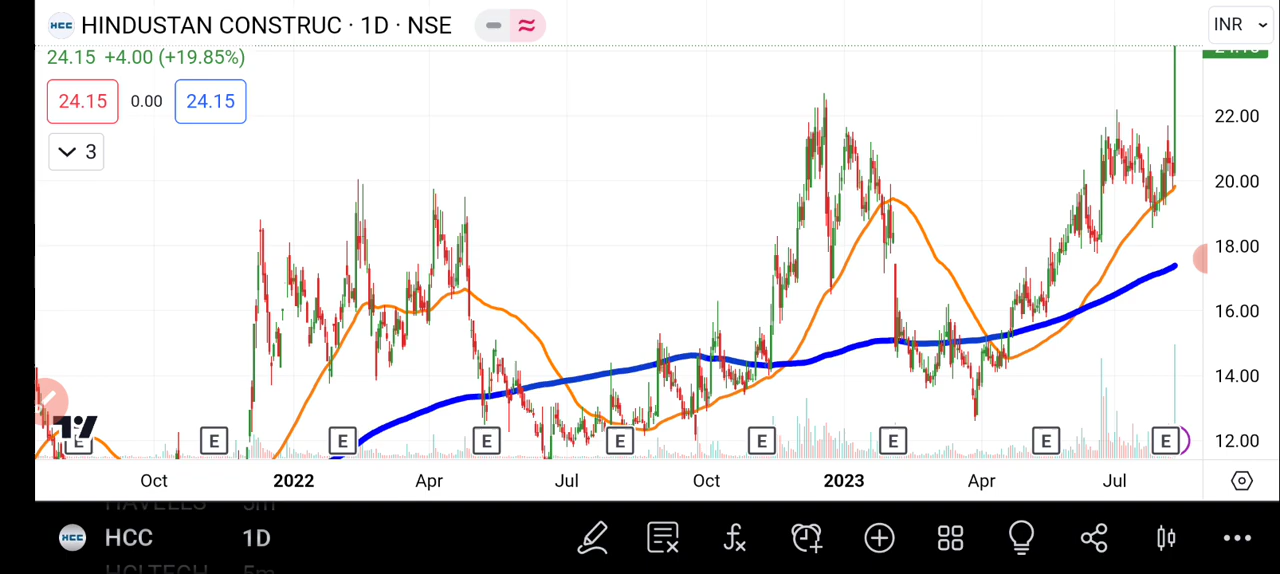 HCC HINDUSTAN CONSTRUC · 1D · NSE
INR
24.15 +4.00 (+19.85%)
24.15 0.00 24.15
3
22.00
20.00
18.00
16.00
14.00
12.00
E E E E E E E E E
Oct 2022 Apr Jul Oct 2023 Apr Jul
HCC HCC 1D